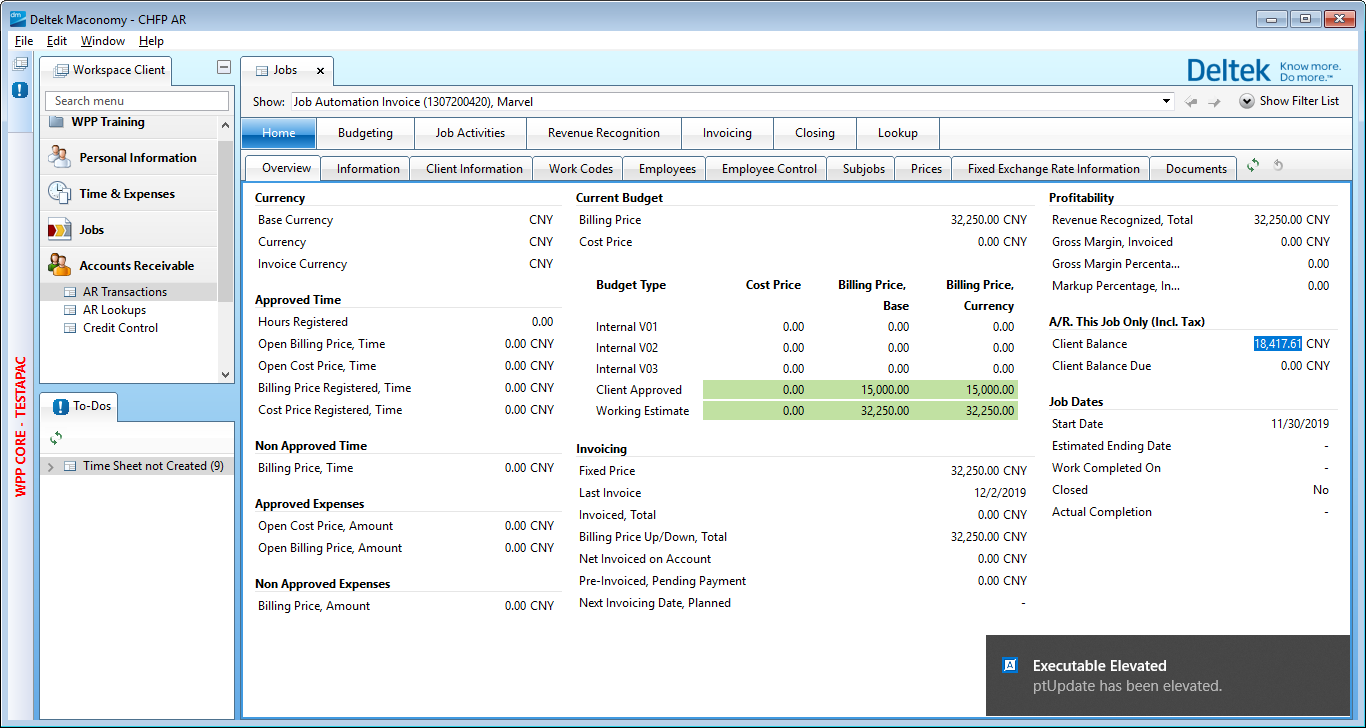 dm Deltek Maconomy - CHFP AR
File Edit Window Help
Workspace Client
Jobs
Deltek Know more. Do more.™
Search menu
Show: Job Automation Invoice (1307200420), Marvel
Show Filter List
WPP Training
Personal Information
Time & Expenses
Jobs
Accounts Receivable
AR Transactions
AR Lookups
Credit Control
WPP CORE - TESTAPAC
To-Dos
Time Sheet not Created (9)
Home Budgeting Job Activities Revenue Recognition Invoicing Closing Lookup
Overview Information Client Information Work Codes Employees Employee Control Subjobs Prices Fixed Exchange Rate Information Documents
Currency
Base Currency CNY
Currency CNY
Invoice Currency CNY
Approved Time
Hours Registered 0.00
Open Billing Price, Time 0.00 CNY
Open Cost Price, Time 0.00 CNY
Billing Price Registered, Time 0.00 CNY
Cost Price Registered, Time 0.00 CNY
Non Approved Time
Billing Price, Time 0.00 CNY
Approved Expenses
Open Cost Price, Amount 0.00 CNY
Open Billing Price, Amount 0.00 CNY
Non Approved Expenses
Billing Price, Amount 0.00 CNY
Current Budget
Billing Price 32,250.00 CNY
Cost Price 0.00 CNY
Budget Type Cost Price Billing Price, Base Billing Price, Currency
Internal V01 0.00 0.00 0.00
Internal V02 0.00 0.00 0.00
Internal V03 0.00 0.00 0.00
Client Approved 0.00 15,000.00 15,000.00
Working Estimate 0.00 32,250.00 32,250.00
Invoicing
Fixed Price 32,250.00 CNY
Last Invoice 12/2/2019
Invoiced, Total 0.00 CNY
Billing Price Up/Down, Total 32,250.00 CNY
Net Invoiced on Account 0.00 CNY
Pre-Invoiced, Pending Payment 0.00 CNY
Next Invoicing Date, Planned -
Profitability
Revenue Recognized, Total 32,250.00 CNY
Gross Margin, Invoiced 0.00 CNY
Gross Margin Percenta... 0.00
Markup Percentage, In... 0.00
A/R. This Job Only (Incl. Tax)
Client Balance 18,417.61 CNY
Client Balance Due 0.00 CNY
Job Dates
Start Date 11/30/2019
Estimated Ending Date -
Work Completed On -
Closed No
Actual Completion -
A Executable Elevated
ptUpdate has been elevated.